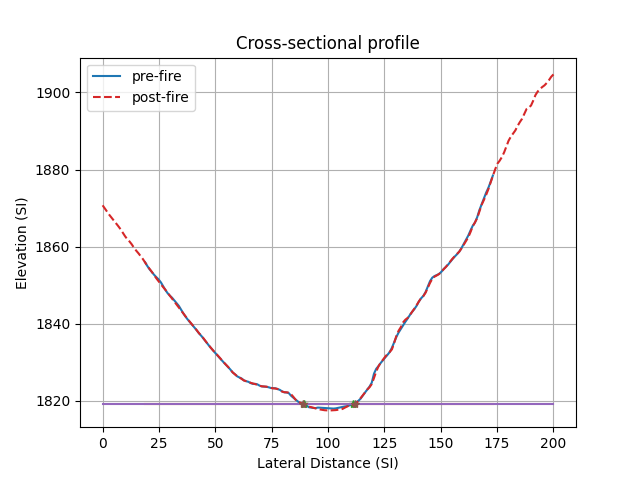 Cross-sectional profile
pre-fire
post-fire
1900
1880
1860
1840
1820
Elevation (SI)
0 25 50 75 100 125 150 175 200
Lateral Distance (SI)